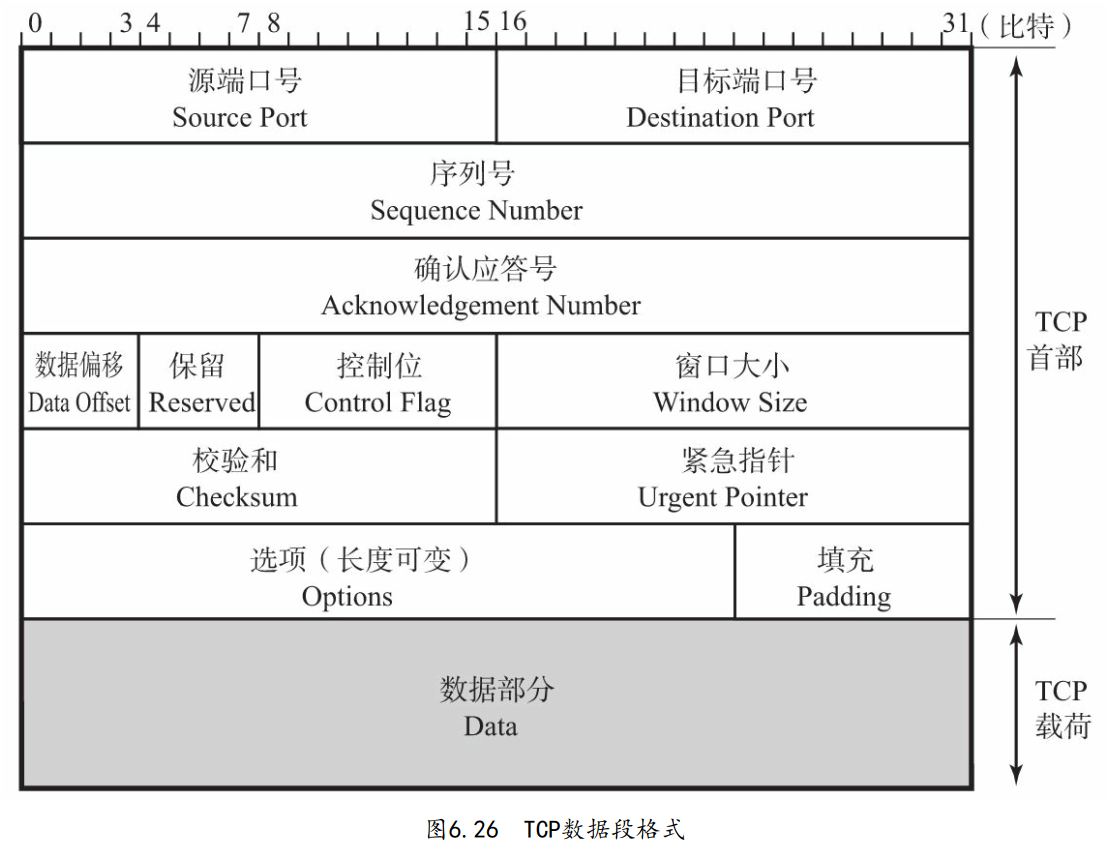 0 3 4 7 8 15 16 31 (比特)
源端口号 目标端口号
Source Port Destination Port
序列号
Sequence Number
确认应答号
Acknowledgement Number
数据偏移 保留 控制位 窗口大小
Data Offset Reserved Control Flag Window Size
校验和 紧急指针
Checksum Urgent Pointer
选项(长度可变) 填充
Options Padding
TCP
首部
数据部分
Data
TCP
载荷
图6.26 TCP数据段格式